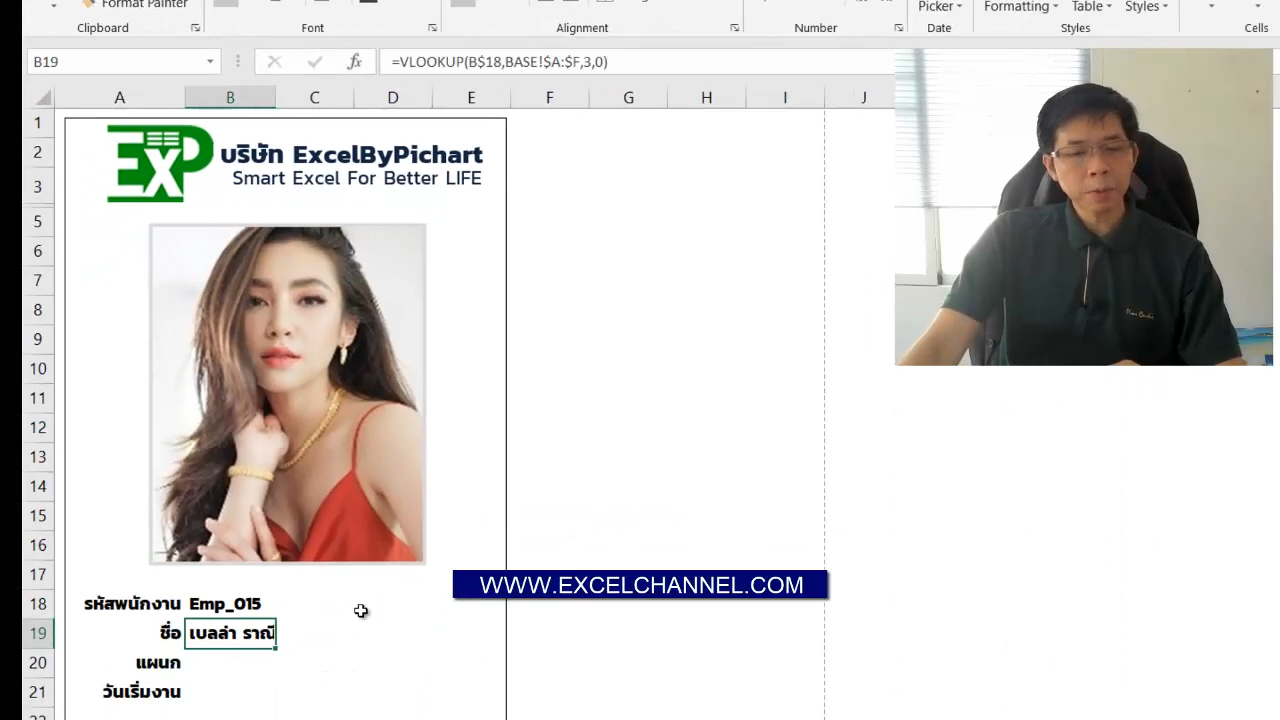 Format Painter
Picker
Formatting
Table
Styles
Clipboard
Font
Alignment
Number
Date
Styles
Cells
B19
fx
=VLOOKUP(B$18,BASE!$A:$F,3,0)
A B C D E F G H I J
1
2
3
5
6
7
8
9
10
11
12
13
14
15
16
17
18
19
20
21
EXP
บริษัท ExcelByPichart
Smart Excel For Better LIFE
WWW.EXCELCHANNEL.COM
รหัสพนักงาน Emp_015
ชื่อ เบลล่า ราณี
แผนก
วันเริ่มงาน